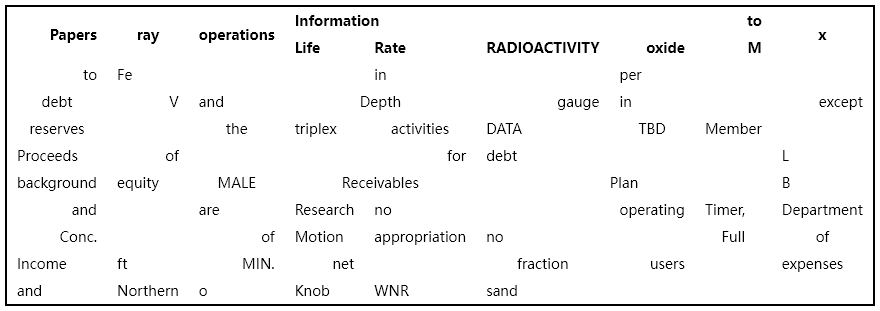 Information to
Papers ray operations x
Life Rate RADIOACTIVITY oxide M
to Fe in per
debt V and Depth gauge in except
reserves the triplex activities DATA TBD Member
Proceeds of for debt L
background equity MALE Receivables Plan B
and are Research no operating Timer, Department
Conc. of Motion appropriation no Full of
Income ft MIN. net fraction users expenses
and Northern o Knob WNR sand